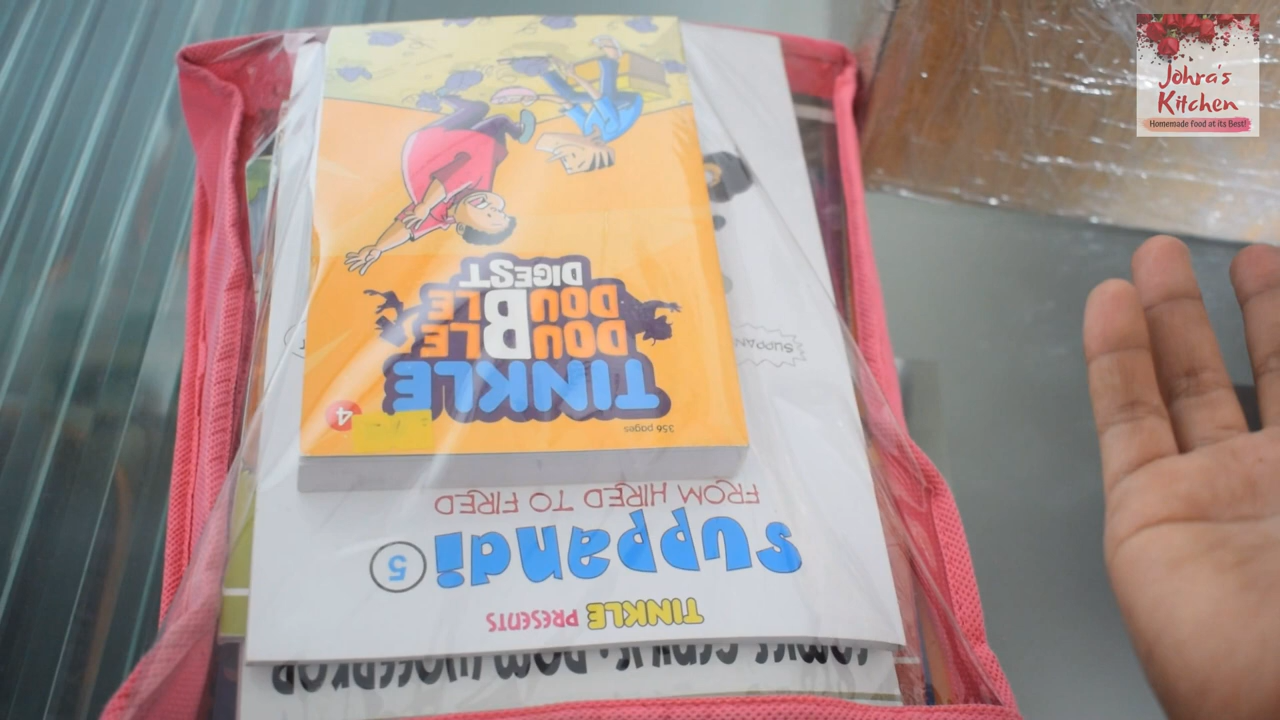 Johra's
Kitchen
Homemade food at its Best!
356 pages
TINKLE
DOUBLE
DOUBLE
DIGEST
4
TINKLE PRESENTS
suppandi 5
FROM HIRED TO FIRED